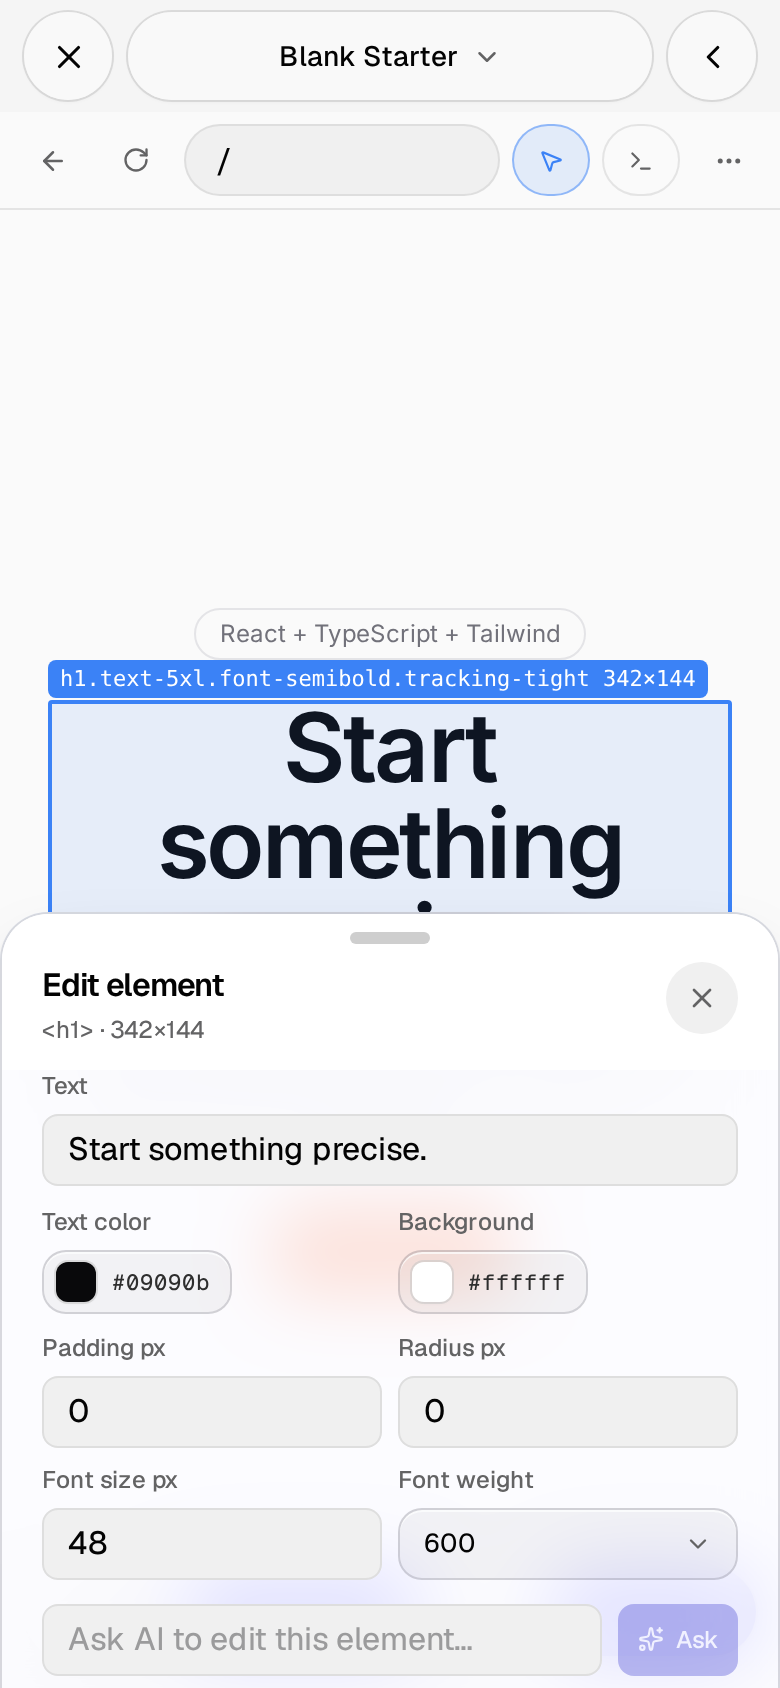 Blank Starter
/
React + TypeScript + Tailwind
h1.text-5xl.font-semibold.tracking-tight 342×144
Start
something
Edit element
<h1> · 342×144
Text
Start something precise.
Text color
Background
#09090b
#ffffff
Padding px
Radius px
0
0
Font size px
Font weight
48
600
Ask AI to edit this element...
Ask